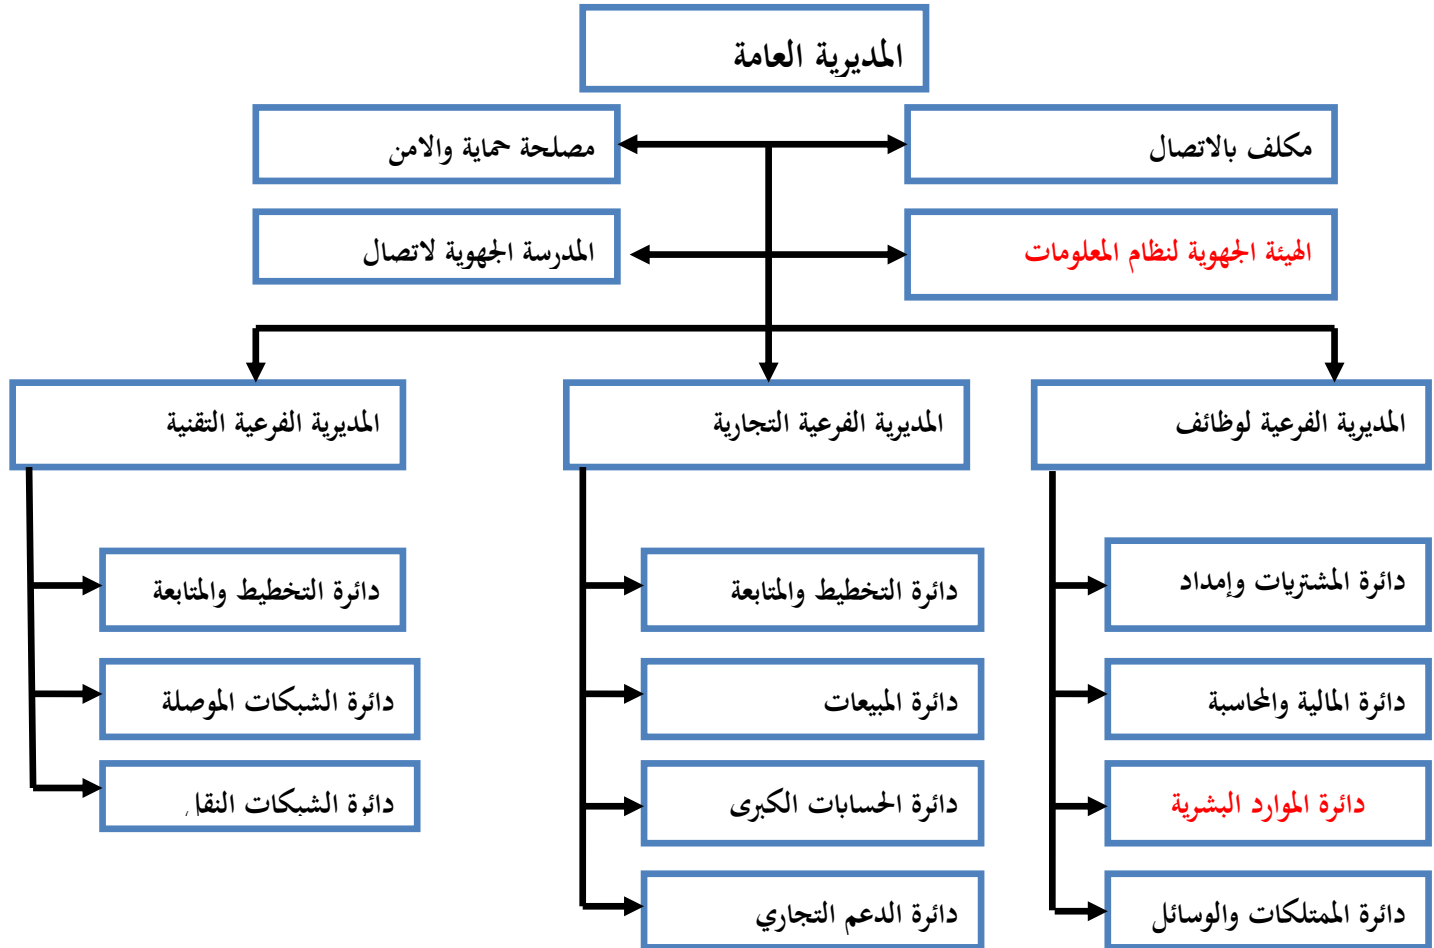 المديرية العامة
مكلف بالاتصال
مصلحة حماية والامن
الهيئة الجهوية لنظام المعلومات
المدرسة الجهوية لاتصال
المديرية الفرعية لوظائف
المديرية الفرعية التجارية
المديرية الفرعية التقنية
دائرة المشتريات وإمداد
دائرة التخطيط والمتابعة
دائرة التخطيط والمتابعة
دائرة المالية والمحاسبة
دائرة المبيعات
دائرة الشبكات الموصلة
دائرة الموارد البشرية
دائرة الحسابات الكبرى
دائرة الشبكات النقل
دائرة الممتلكات والوسائل
دائرة الدعم التجاري